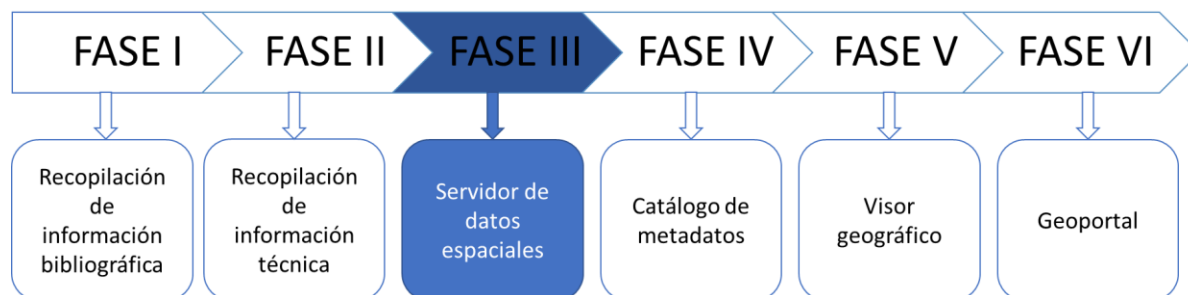 FASE I
FASE II
FASE III
FASE IV
FASE V
FASE VI
Recopilación
de
información
bibliográfica
Recopilación
de
información
técnica
Servidor de
datos
espaciales
Catálogo de
metadatos
Visor
geográfico
Geoportal